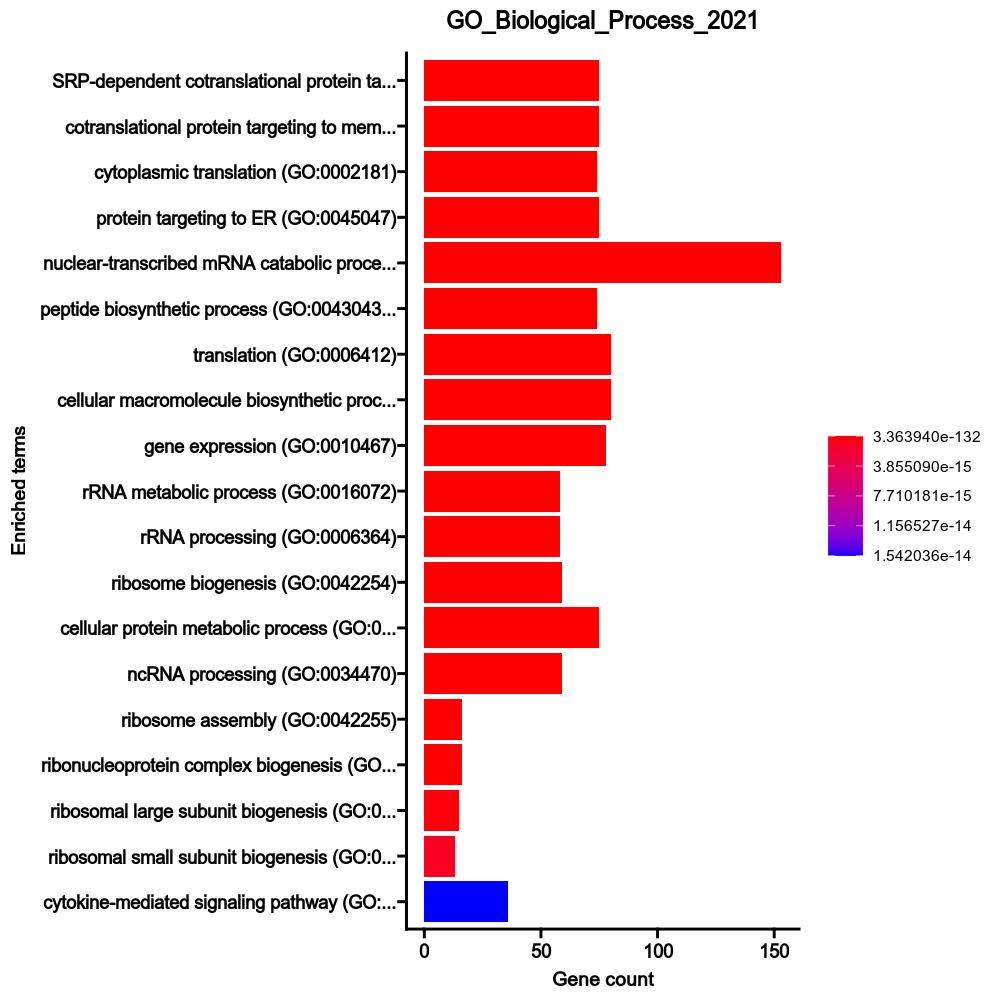 GO_Biological_Process_2021
SRP-dependent cotranslational protein ta...
cotranslational protein targeting to mem...
cytoplasmic translation (GO:0002181)
protein targeting to ER (GO:0045047)
nuclear-transcribed mRNA catabolic proce...
peptide biosynthetic process (GO:0043043...
translation (GO:0006412)
cellular macromolecule biosynthetic proc...
gene expression (GO:0010467)
rRNA metabolic process (GO:0016072)
rRNA processing (GO:0006364)
ribosome biogenesis (GO:0042254)
cellular protein metabolic process (GO:0...
ncRNA processing (GO:0034470)
ribosome assembly (GO:0042255)
ribonucleoprotein complex biogenesis (GO...
ribosomal large subunit biogenesis (GO:0...
ribosomal small subunit biogenesis (GO:0...
cytokine-mediated signaling pathway (GO:...
Enriched terms
0 50 100 150
Gene count
3.363940e-132
3.855090e-15
7.710181e-15
1.156527e-14
1.542036e-14